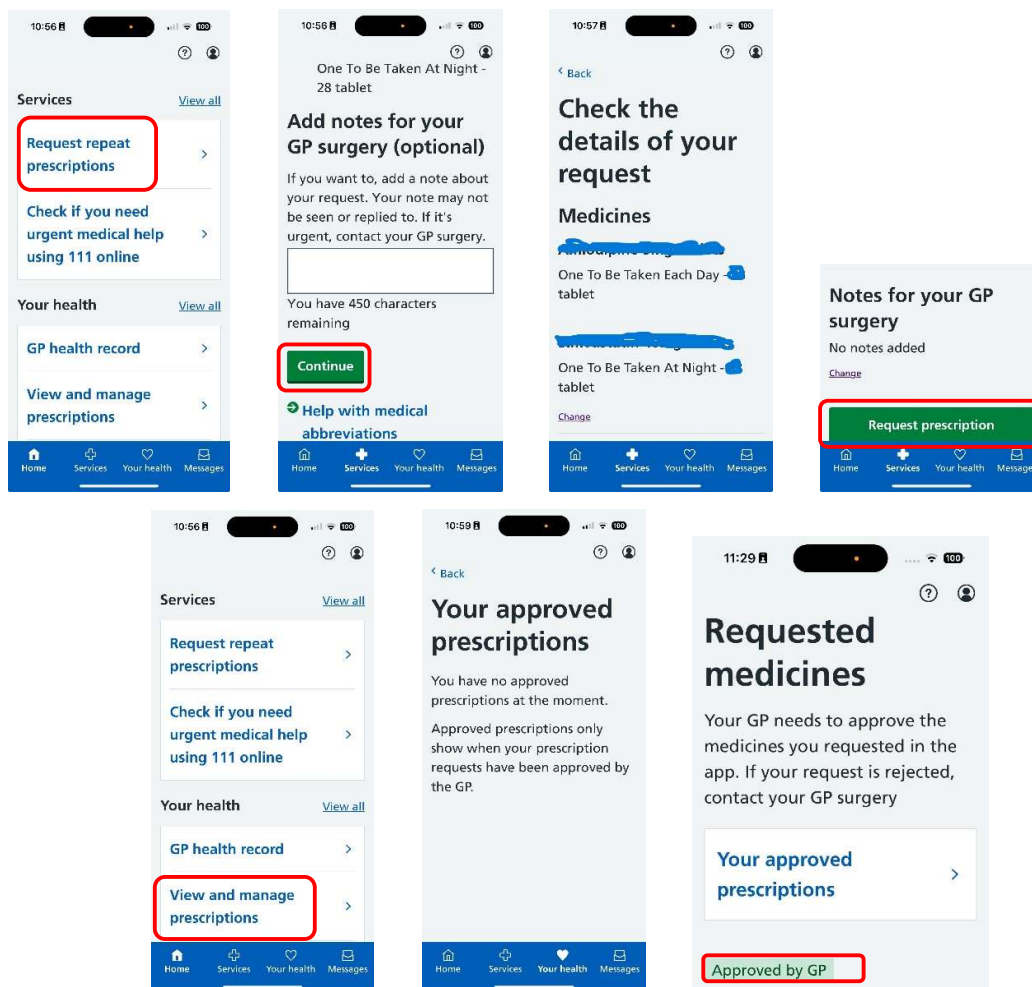 10:56
100
Services
View all
Request repeat
prescriptions
Check if you need
urgent medical help
using 111 online
Your health
View all
GP health record
View and manage
prescriptions
Home
Services
Your health
Messages
10:56
100
One To Be Taken At Night -
28 tablet
Add notes for your
GP surgery (optional)
If you want to, add a note about
your request. Your note may not
be seen or replied to. If it's
urgent, contact your GP surgery.
You have 450 characters
remaining
Continue
Help with medical
abbreviations
Home
Services
Your health
Messages
10:57
100
Back
Check the
details of your
request
Medicines
One To Be Taken Each Day -
tablet
One To Be Taken At Night -
tablet
Change
Home
Services
Your health
Messages
Notes for your GP
surgery
No notes added
Change
Request prescription
Home
Services
Your health
Message
10:56
100
Services
View all
Request repeat
prescriptions
Check if you need
urgent medical help
using 111 online
Your health
View all
GP health record
View and manage
prescriptions
Home
Services
Your health
Messages
10:59
100
Back
Your approved
prescriptions
You have no approved
prescriptions at the moment.
Approved prescriptions only
show when your prescription
requests have been approved by
the GP.
Home
Services
Your health
Messages
11:29
100
Requested
medicines
Your GP needs to approve the
medicines you requested in the
app. If your request is rejected,
contact your GP surgery
Your approved
prescriptions
Approved by GP